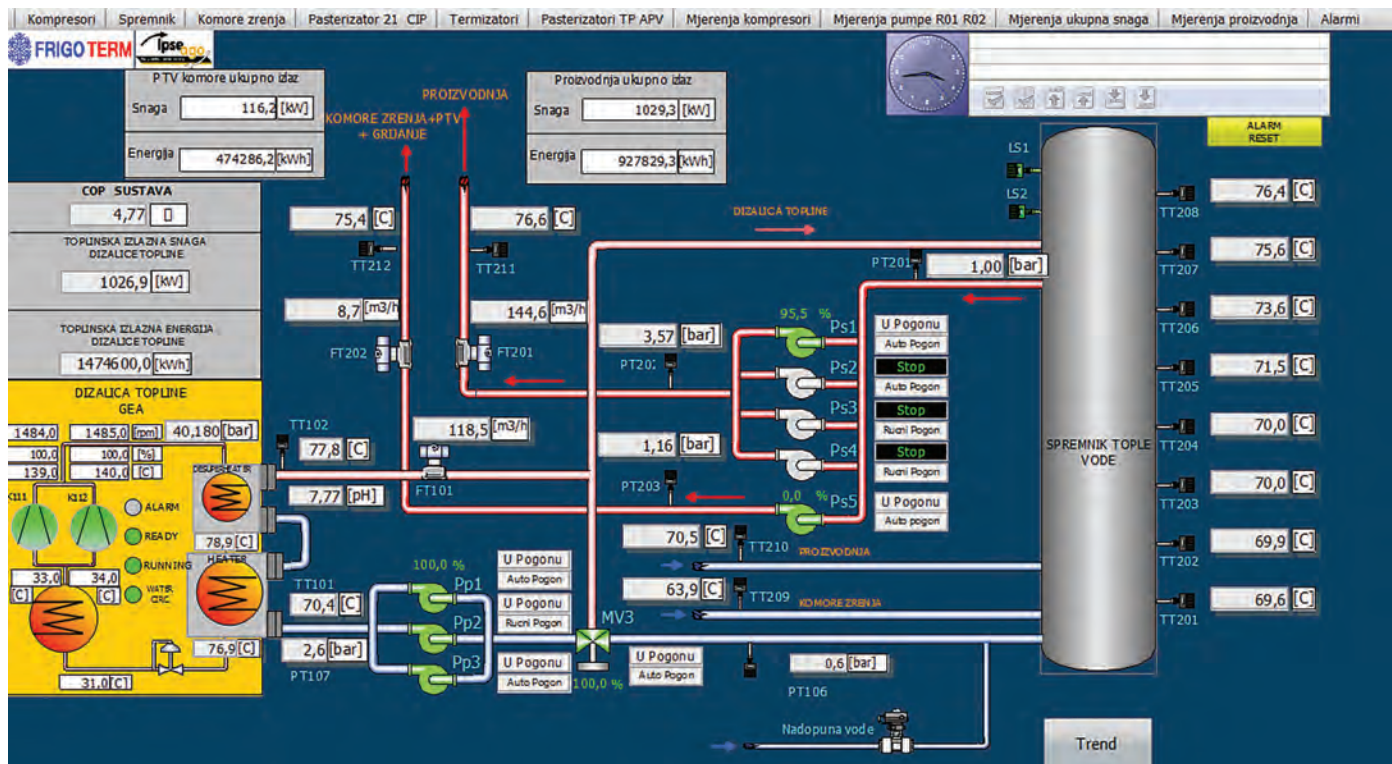 Kompresori
Spremnik
Komore zrenja
Pasterizator 21 CIP
Termizatori
Pasterizatori TP APV
Mjerenja kompresori
Mjerenja pumpe R01 R02
Mjerenja ukupna snaga
Mjerenja proizvodnja
Alarmi
FRIGO TERM
Ipse
PTV komore ukupno izlaz
Snaga 116,2 [kW]
Energija 474286,2 [kWh]
KOMORE ZRENJA+PTV
+ GRIJANJE
PROIZVODNJA
Proizvodnja ukupno izlaz
Snaga 1029,3 [kW]
Energija 927829,3 [kWh]
ALARM
RESET
COP SUSTAVA
4,77
TOPLINSKA IZLAZNA SNAGA
DIZALICE TOPLINE
1026,9 [kW]
TOPLINSKA IZLAZNA ENERGIJA
DIZALICE TOPLINE
1474600,0 [kWh]
DIZALICA TOPLINE
GEA
1484,0 1485,0 [rpm] 40,180 [bar]
100,0 100,0 [%]
139,0 140,0 [C]
K111 K112
DESUPERHEATER
ALARM
READY
RUNNING
WATER
CIRC
78,9 [C]
HEATER
33,0 [C]
34,0 [C]
76,9 [C]
31,0 [C]
75,4 [C]
TT212
8,7 [m3/h
FT202
76,6 [C]
TT211
144,6 [m3/h
FT201
TT102
77,8 [C]
7,77 [pH]
118,5 [m3/h
FT101
DIZALICA TOPLINE
PT201
1,00 [bar]
3,57 [bar]
PT202
1,16 [bar]
PT203
95,5 %
Ps1
U Pogonu
Auto Pogon
Ps2
Stop
Auto Pogon
Ps3
Stop
Rucni Pogon
Ps4
Stop
Rucni Pogon
0,0 %
Ps5
U Pogonu
Auto pogon
70,5 [C]
TT210
PROIZVODNJA
63,9 [C]
TT209
KOMORE ZRENJA
TT101
70,4 [C]
2,6 [bar]
PT107
100,0 %
Pp1
U Pogonu
Auto Pogon
Pp2
U Pogonu
Rucni Pogon
Pp3
U Pogonu
Auto Pogon
MV3
100,0 %
U Pogonu
Auto Pogon
0,6 [bar]
PT106
Nadopuna vode
LS1
LS2
SPREMNIK TOPLE
VODE
76,4 [C]
TT208
75,6 [C]
TT207
73,6 [C]
TT206
71,5 [C]
TT205
70,0 [C]
TT204
70,0 [C]
TT203
69,9 [C]
TT202
69,6 [C]
TT201
Trend